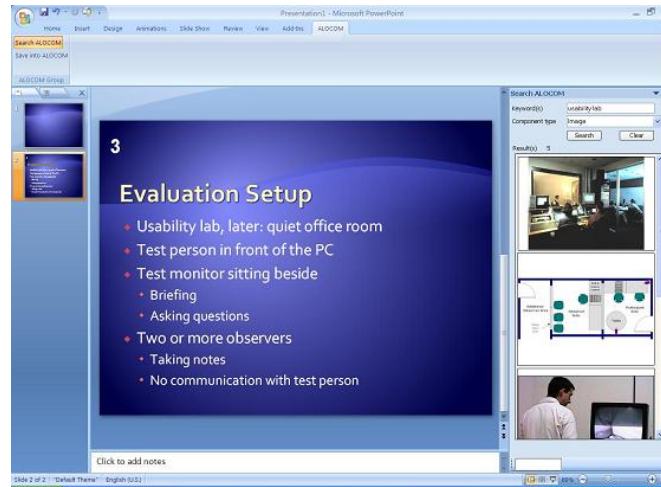 Presentation1 - Microsoft PowerPoint
Home Insert Design Animations Slide Show Review View Add-Ins ALOCOM
Search ALOCOM
Save into ALOCOM
ALOCOM Group
Search ALOCOM
Keyword(s) usability lab
Component type Image
Search Clear
Result(s) 5
3
Evaluation Setup
Usability lab, later: quiet office room
Test person in front of the PC
Test monitor sitting beside
Briefing
Asking questions
Two or more observers
Taking notes
No communication with test person
Click to add notes
Slide 2 of 2 "Default Theme" English (U.S.)